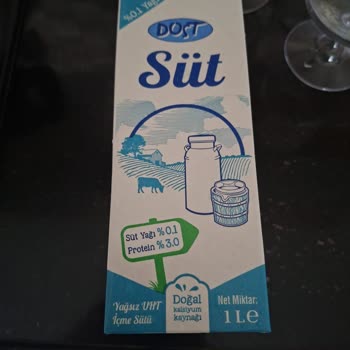 %0.1 Yağlı
DOST
Süt
Süt Yağı %0.1
Protein %3.0
Yağsız UHT
İçme Sütü
Doğal
kalsiyum
kaynağı
Net Miktar:
1 L e